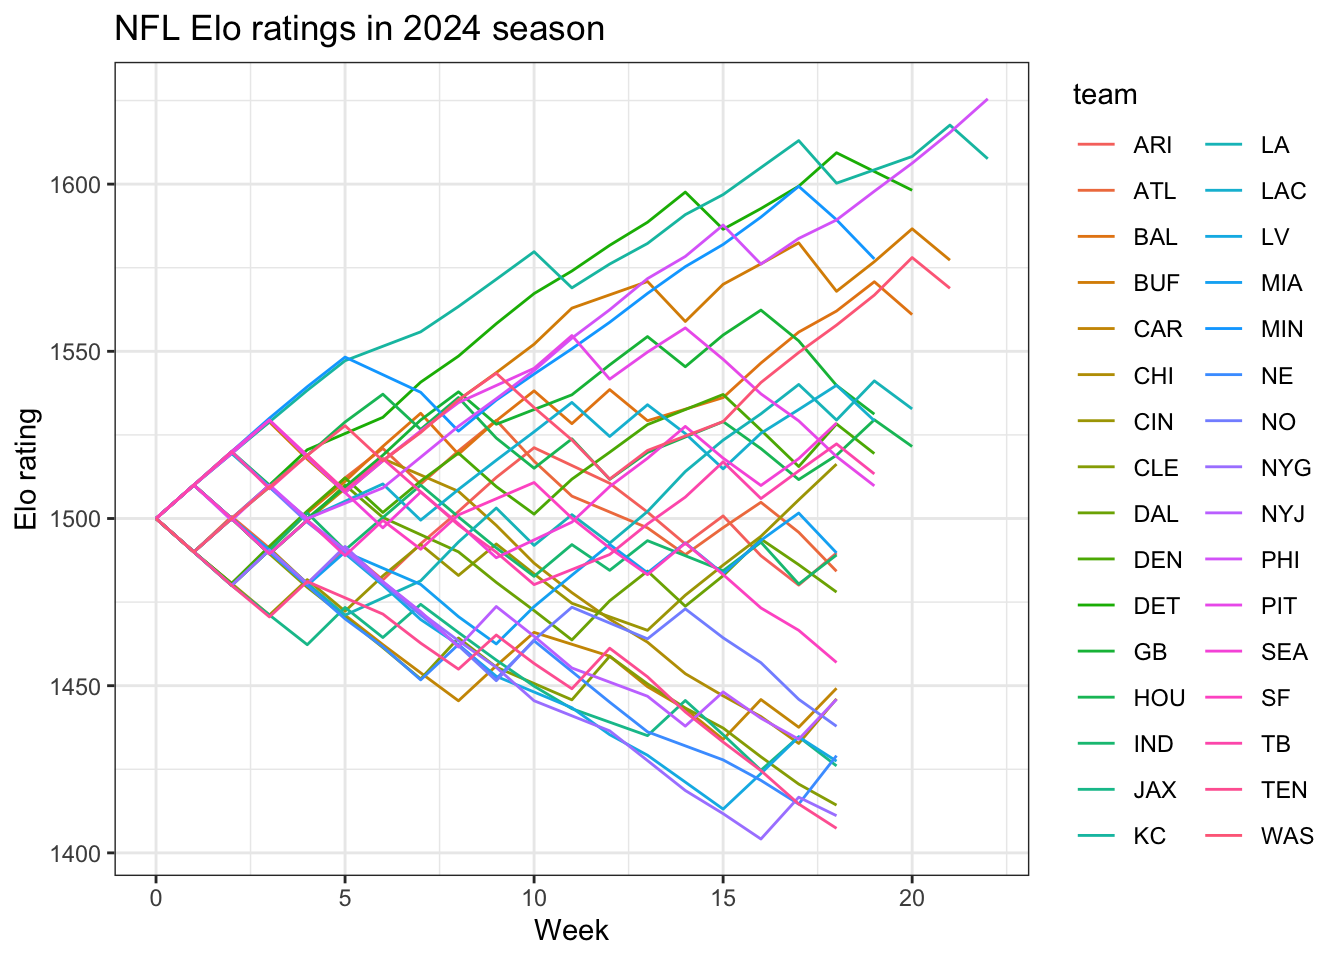 NFL Elo ratings in 2024 season
Elo rating
1600
1550
1500
1450
1400
0 5 10 15 20
Week
team
ARI LA
ATL LAC
BAL LV
BUF MIA
CAR MIN
CHI NE
CIN NO
CLE NYG
DAL NYJ
DEN PHI
DET PIT
GB SEA
HOU SF
IND TB
JAX TEN
KC WAS